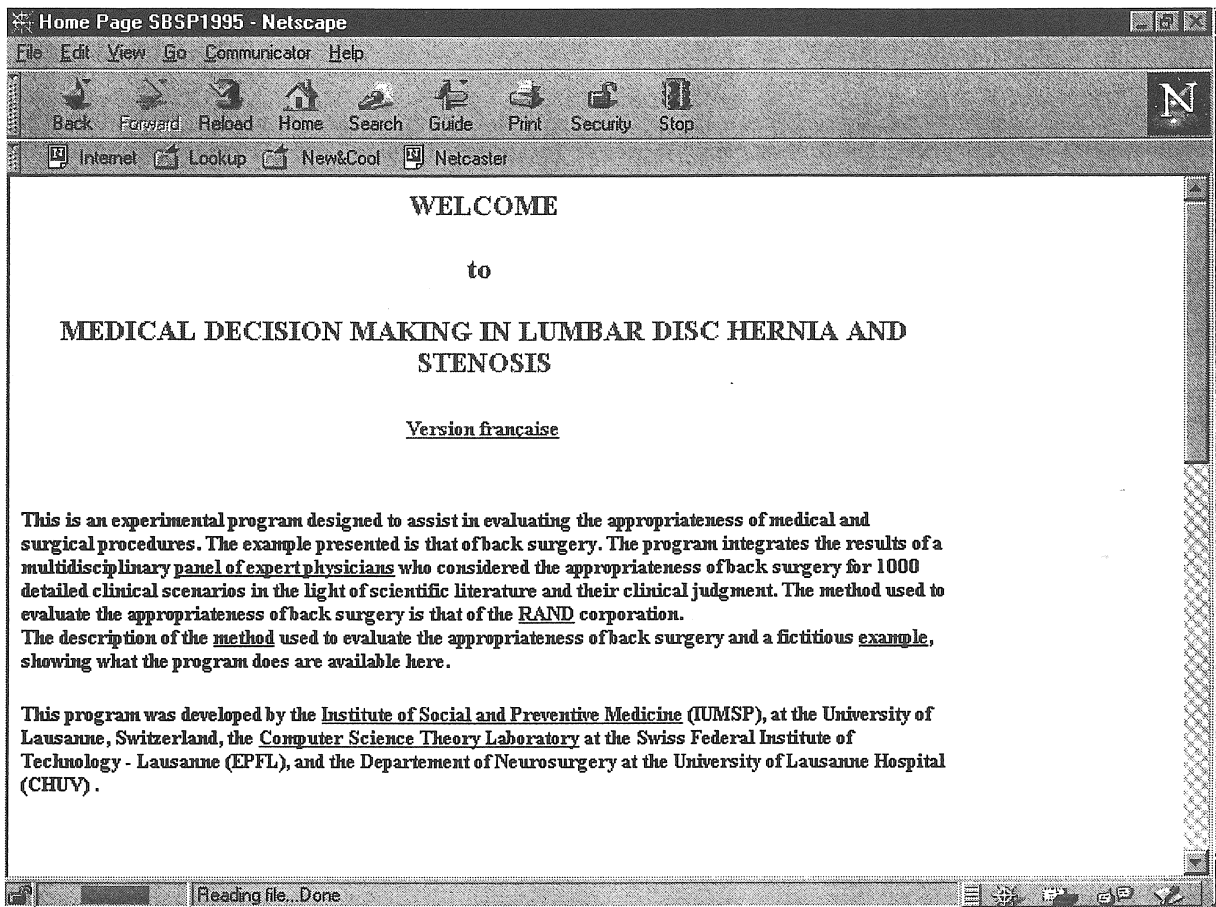 Home Page SBSP1995 - Netscape
File Edit View Go Communicator Help
Back Forward Reload Home Search Guide Print Security Stop
N
Internet Lookup New&Cool Netcaster
WELCOME
to
MEDICAL DECISION MAKING IN LUMBAR DISC HERNIA AND
STENOSIS
Version française
This is an experimental program designed to assist in evaluating the appropriateness of medical and
surgical procedures. The example presented is that of back surgery. The program integrates the results of a
multidisciplinary panel of expert physicians who considered the appropriateness of back surgery for 1000
detailed clinical scenarios in the light of scientific literature and their clinical judgment. The method used to
evaluate the appropriateness of back surgery is that of the RAND corporation.
The description of the method used to evaluate the appropriateness of back surgery and a fictitious example,
showing what the program does are available here.
This program was developed by the Institute of Social and Preventive Medicine (IUMSP), at the University of
Lausanne, Switzerland, the Computer Science Theory Laboratory at the Swiss Federal Institute of
Technology - Lausanne (EPFL), and the Departement of Neurosurgery at the University of Lausanne Hospital
(CHUV) .
Reading file...Done